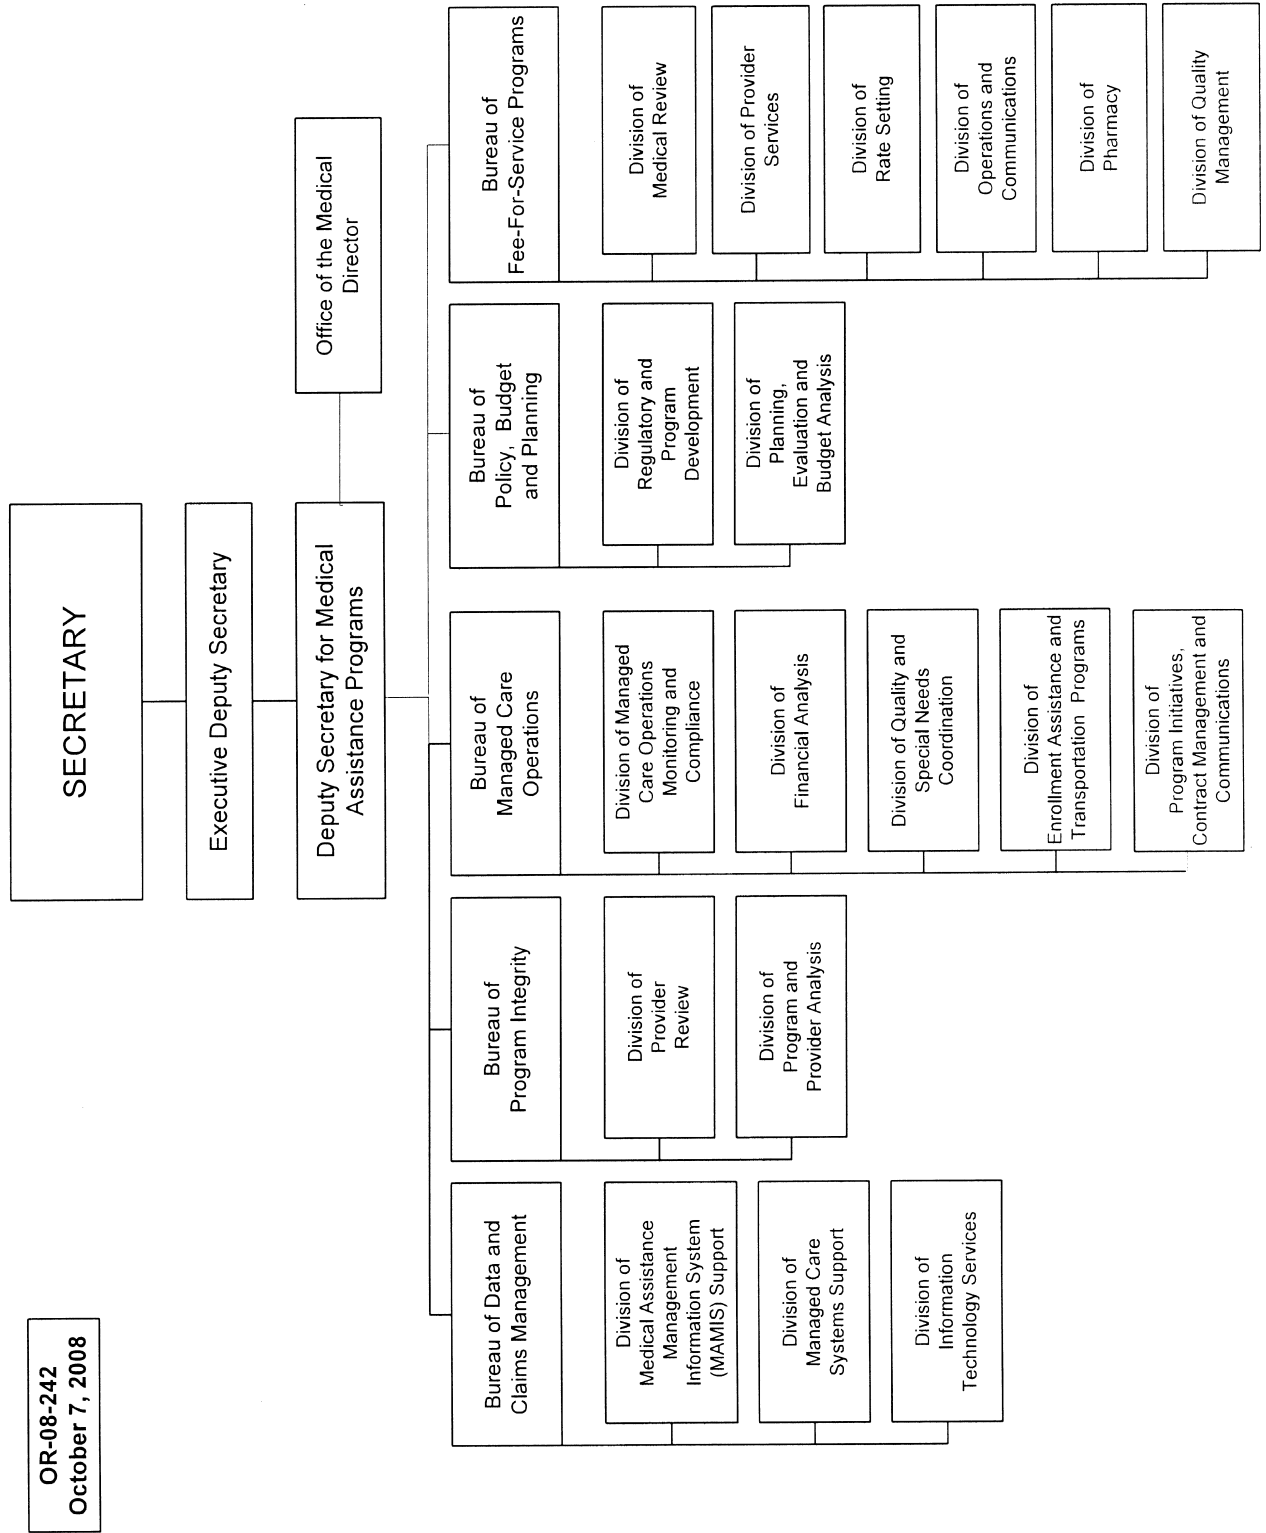 OR-08-242
October 7, 2008
SECRETARY
Executive Deputy Secretary
Deputy Secretary for Medical
Assistance Programs
Office of the Medical
Director
Bureau of Data and
Claims Management
Division of
Medical Assistance
Management
Information System
(MAMIS) Support
Division of
Managed Care
Systems Support
Division of
Information
Technology Services
Bureau of
Program Integrity
Division of
Provider
Review
Division of
Program and
Provider Analysis
Bureau of
Managed Care
Operations
Division of Managed
Care Operations
Monitoring and
Compliance
Division of
Financial Analysis
Division of Quality and
Special Needs
Coordination
Division of
Enrollment Assistance and
Transportation Programs
Division of
Program Initiatives,
Contract Management and
Communications
Bureau of
Policy, Budget
and Planning
Division of
Regulatory and
Program
Development
Division of
Planning,
Evaluation and
Budget Analysis
Bureau of
Fee-For-Service Programs
Division of
Medical Review
Division of Provider
Services
Division of
Rate Setting
Division of
Operations and
Communications
Division of
Pharmacy
Division of Quality
Management